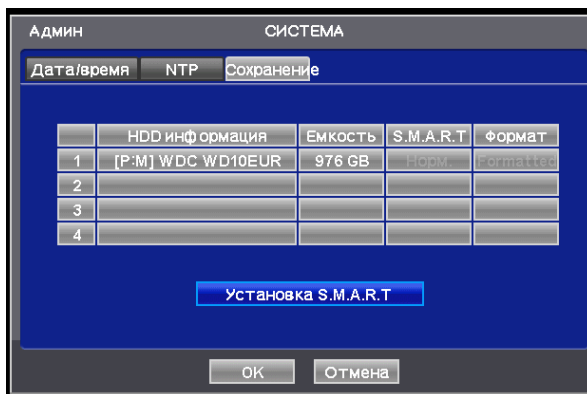 Админ СИСТЕМА
Дата/время NTP Сохранение
HDD информация Емкость S.M.A.R.T Формат
1 [P:M] WDC WD10EUR 976 GB Норм. Formatted
2
3
4
Установка S.M.A.R.T
OK Отмена